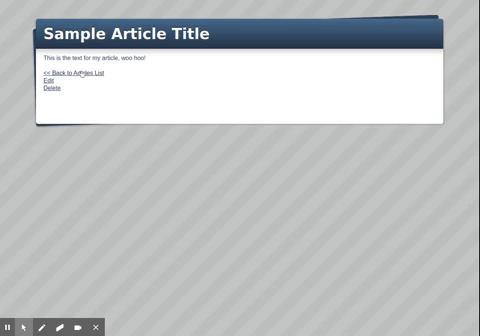 Sample Article Title
This is the text for my article, woo hoo!
<< Back to Articles List
Edit
Delete